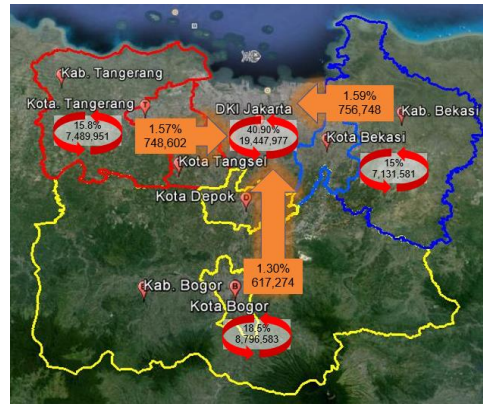 Kab. Tangerang
Kota. Tangerang
T
15.8%
7,489,951
1.57%
748,602
Kota Tangsel
DKI Jakarta
40.90%
19,447,977
1.59%
756,748
Kab. Bekasi
Kota Bekasi
15%
7,131,581
Kota Depok
D
1.30%
617,274
Kab. Bogor
B
Kota Bogor
18.5%
8,796,583